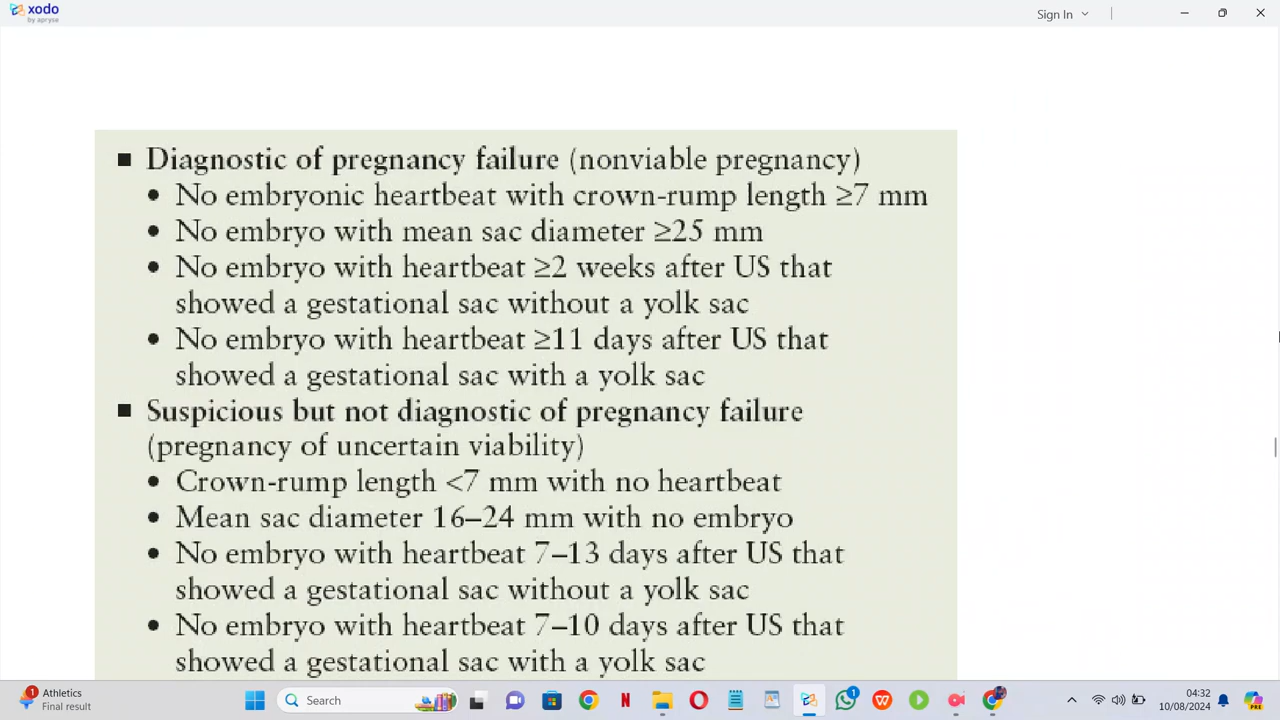 xodo
by apryse
Sign In
■ Diagnostic of pregnancy failure (nonviable pregnancy)
• No embryonic heartbeat with crown-rump length ≥7 mm
• No embryo with mean sac diameter ≥25 mm
• No embryo with heartbeat ≥2 weeks after US that
showed a gestational sac without a yolk sac
• No embryo with heartbeat ≥11 days after US that
showed a gestational sac with a yolk sac
■ Suspicious but not diagnostic of pregnancy failure
(pregnancy of uncertain viability)
• Crown-rump length <7 mm with no heartbeat
• Mean sac diameter 16–24 mm with no embryo
• No embryo with heartbeat 7–13 days after US that
showed a gestational sac without a yolk sac
• No embryo with heartbeat 7–10 days after US that
showed a gestational sac with a yolk sac
1
Athletics
Final result
Search
N
1
W
04:32
10/08/2024